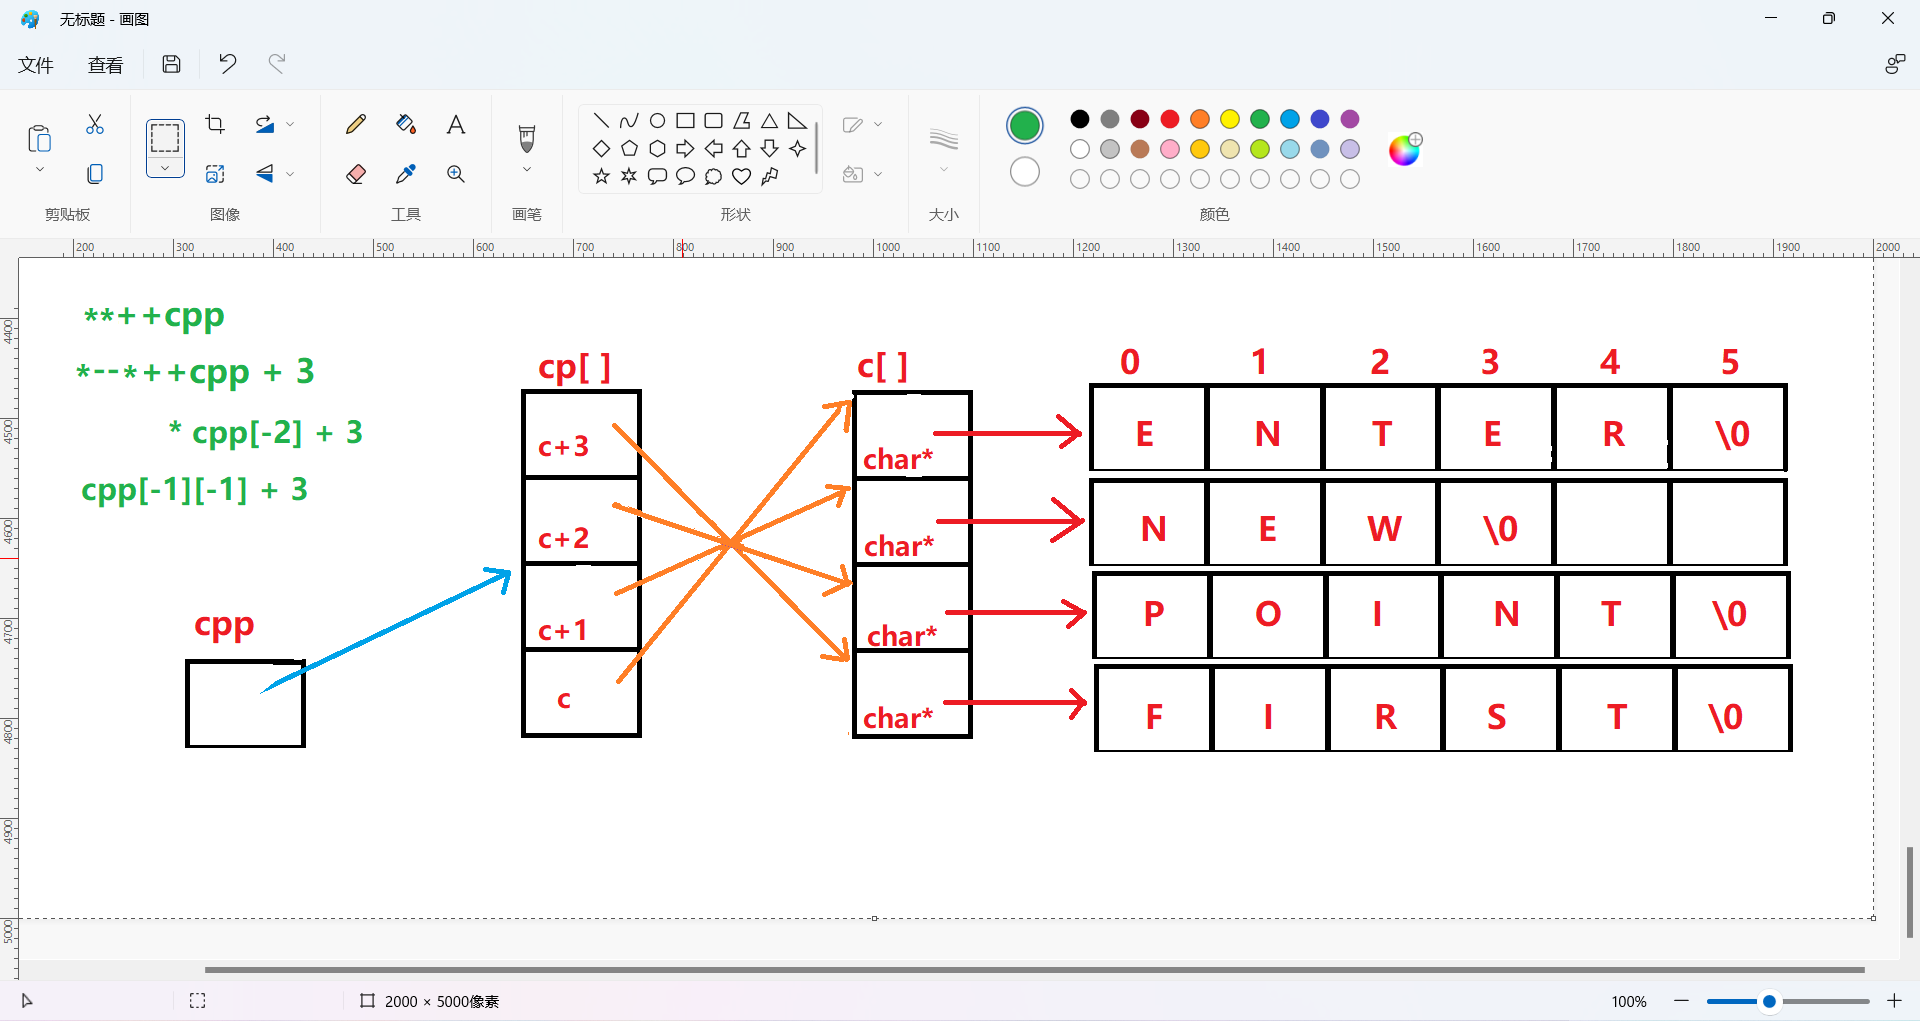 无标题 - 画图
文件 查看
剪贴板 图像 工具 画笔 形状 大小 颜色
200 300 400 500 600 700 800 900 1000 1100 1200 1300 1400 1500 1600 1700 1800 1900 2000
4400
4500
4600
4700
4800
4900
5000
**++cpp
*--*++cpp + 3
* cpp[-2] + 3
cpp[-1][-1] + 3
cpp
cp[ ]
c+3
c+2
c+1
c
c[ ]
char*
char*
char*
char*
0 1 2 3 4 5
E N T E R \0
N E W \0
P O I N T \0
F I R S T \0
2000 × 5000像素
100%